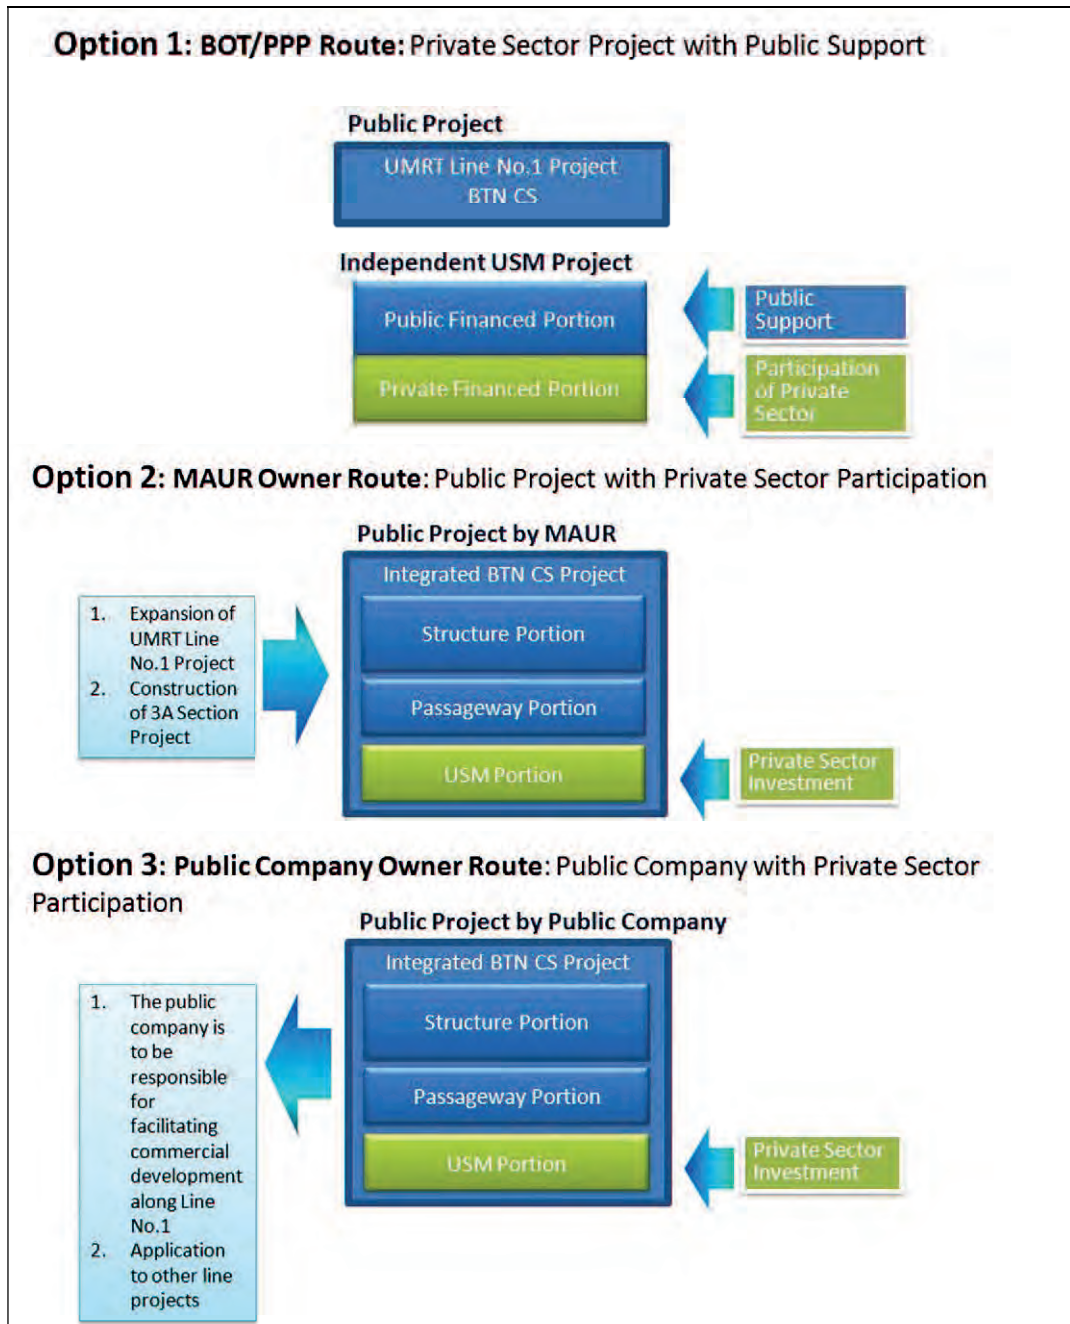 Option 1: BOT/PPP Route: Private Sector Project with Public Support
Public Project
UMRT Line No.1 Project
BTN CS
Independent USM Project
Public Financed Portion
Public
Support
Private Financed Portion
Participation
of Private
Sector
Option 2: MAUR Owner Route: Public Project with Private Sector Participation
Public Project by MAUR
Integrated BTN CS Project
1. Expansion of
UMRT Line
No.1 Project
2. Construction
of 3A Section
Project
Structure Portion
Passageway Portion
USM Portion
Private Sector
Investment
Option 3: Public Company Owner Route: Public Company with Private Sector
Participation
Public Project by Public Company
Integrated BTN CS Project
1. The public
company is
to be
responsible
for
facilitating
commercial
development
along Line
No.1
2. Application
to other line
projects
Structure Portion
Passageway Portion
USM Portion
Private Sector
Investment